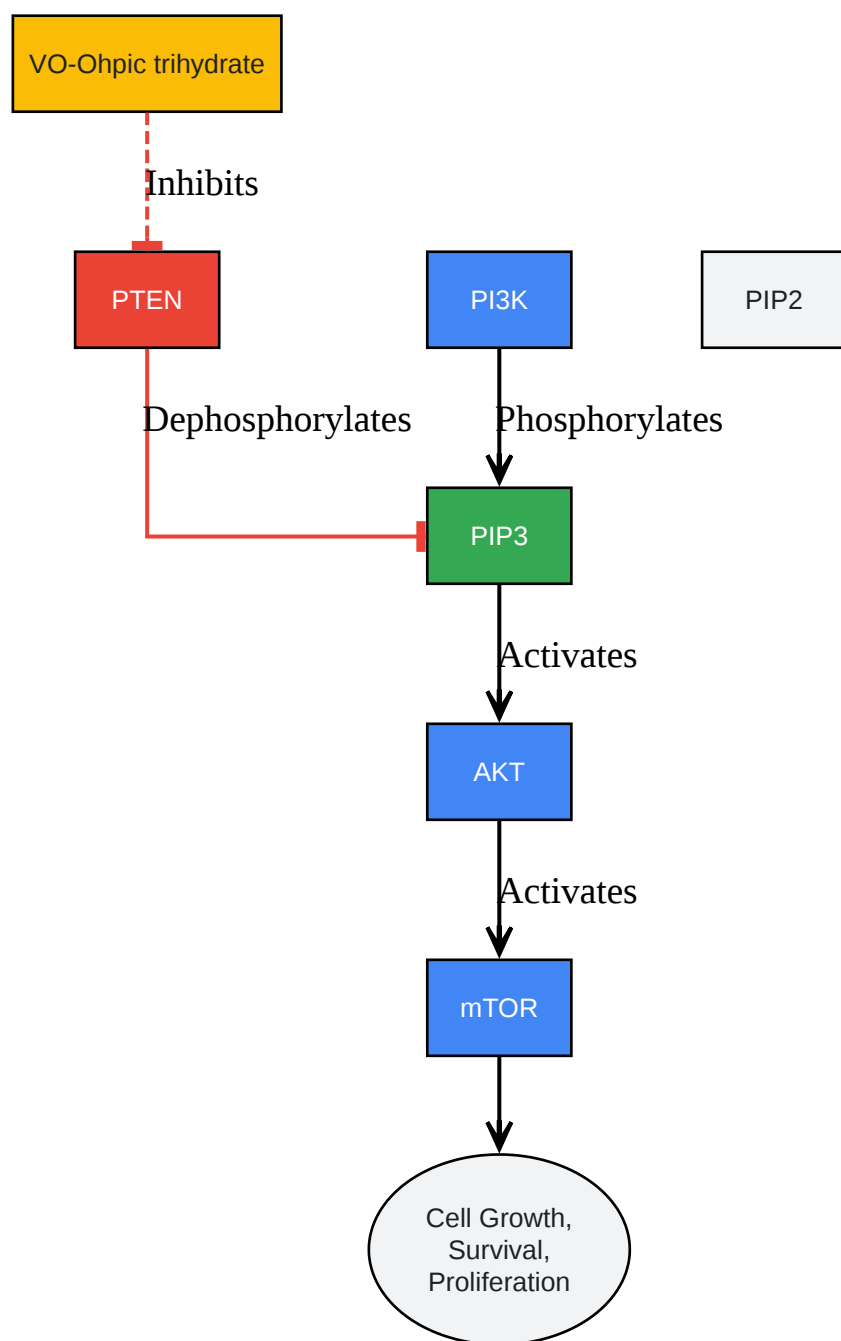 VO-Ohpic trihydrate
Inhibits
PTEN
PI3K
PIP2
Dephosphorylates
Phosphorylates
PIP3
Activates
AKT
Activates
mTOR
Cell Growth,
Survival,
Proliferation